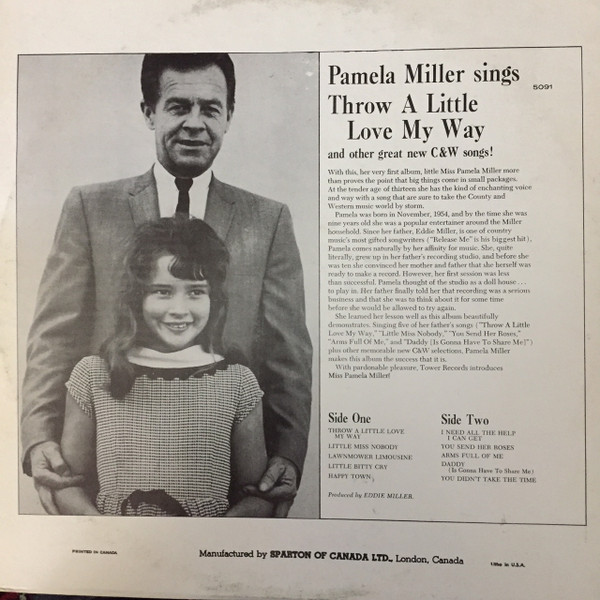 Pamela Miller sings
5091
Throw A Little
Love My Way
and other great new C&W songs!
With this, her very first album, little Miss Pamela Miller more
than proves the point that big things come in small packages.
At the tender age of thirteen she has the kind of enchanting voice
and way with a song that are sure to take the County and
Western music world by storm.
Pamela was born in November, 1954, and by the time she was
nine years old she was a popular entertainer around the Miller
household. Since her father, Eddie Miller, is one of country
music's most gifted songwriters ("Release Me" is his biggest hit),
Pamela comes naturally by her affinity for music. She, quite
literally, grew up in her father's recording studio, and before she
was ten she convinced her mother and father that she herself was
ready to make a record. However, her first session was less
than successful. Pamela thought of the studio as a doll house . . .
to play in. Her father finally told her that recording was a serious
business and that she was to think about it for some time
before she would be allowed to try again.
She learned her lesson well as this album beautifully
demonstrates. Singing five of her father's songs ("Throw A Little
Love My Way," "Little Miss Nobody," "You Send Her Roses,"
"Arms Full Of Me," and "Daddy [Is Gonna Have To Share Me]")
plus other memorable new C&W selections, Pamela Miller
makes this album the success that it is.
With pardonable pleasure, Tower Records introduces
Miss Pamela Miller!
Side One
THROW A LITTLE LOVE
MY WAY
LITTLE MISS NOBODY
LAWNMOWER LIMOUSINE
LITTLE BITTY CRY
HAPPY TOWN
Produced by EDDIE MILLER.
Side Two
I NEED ALL THE HELP
I CAN GET
YOU SEND HER ROSES
ARMS FULL OF ME
DADDY
(Is Gonna Have To Share Me)
YOU DIDN'T TAKE THE TIME
PRINTED IN CANADA
Manufactured by SPARTON OF CANADA LTD., London, Canada
in U.S.A.